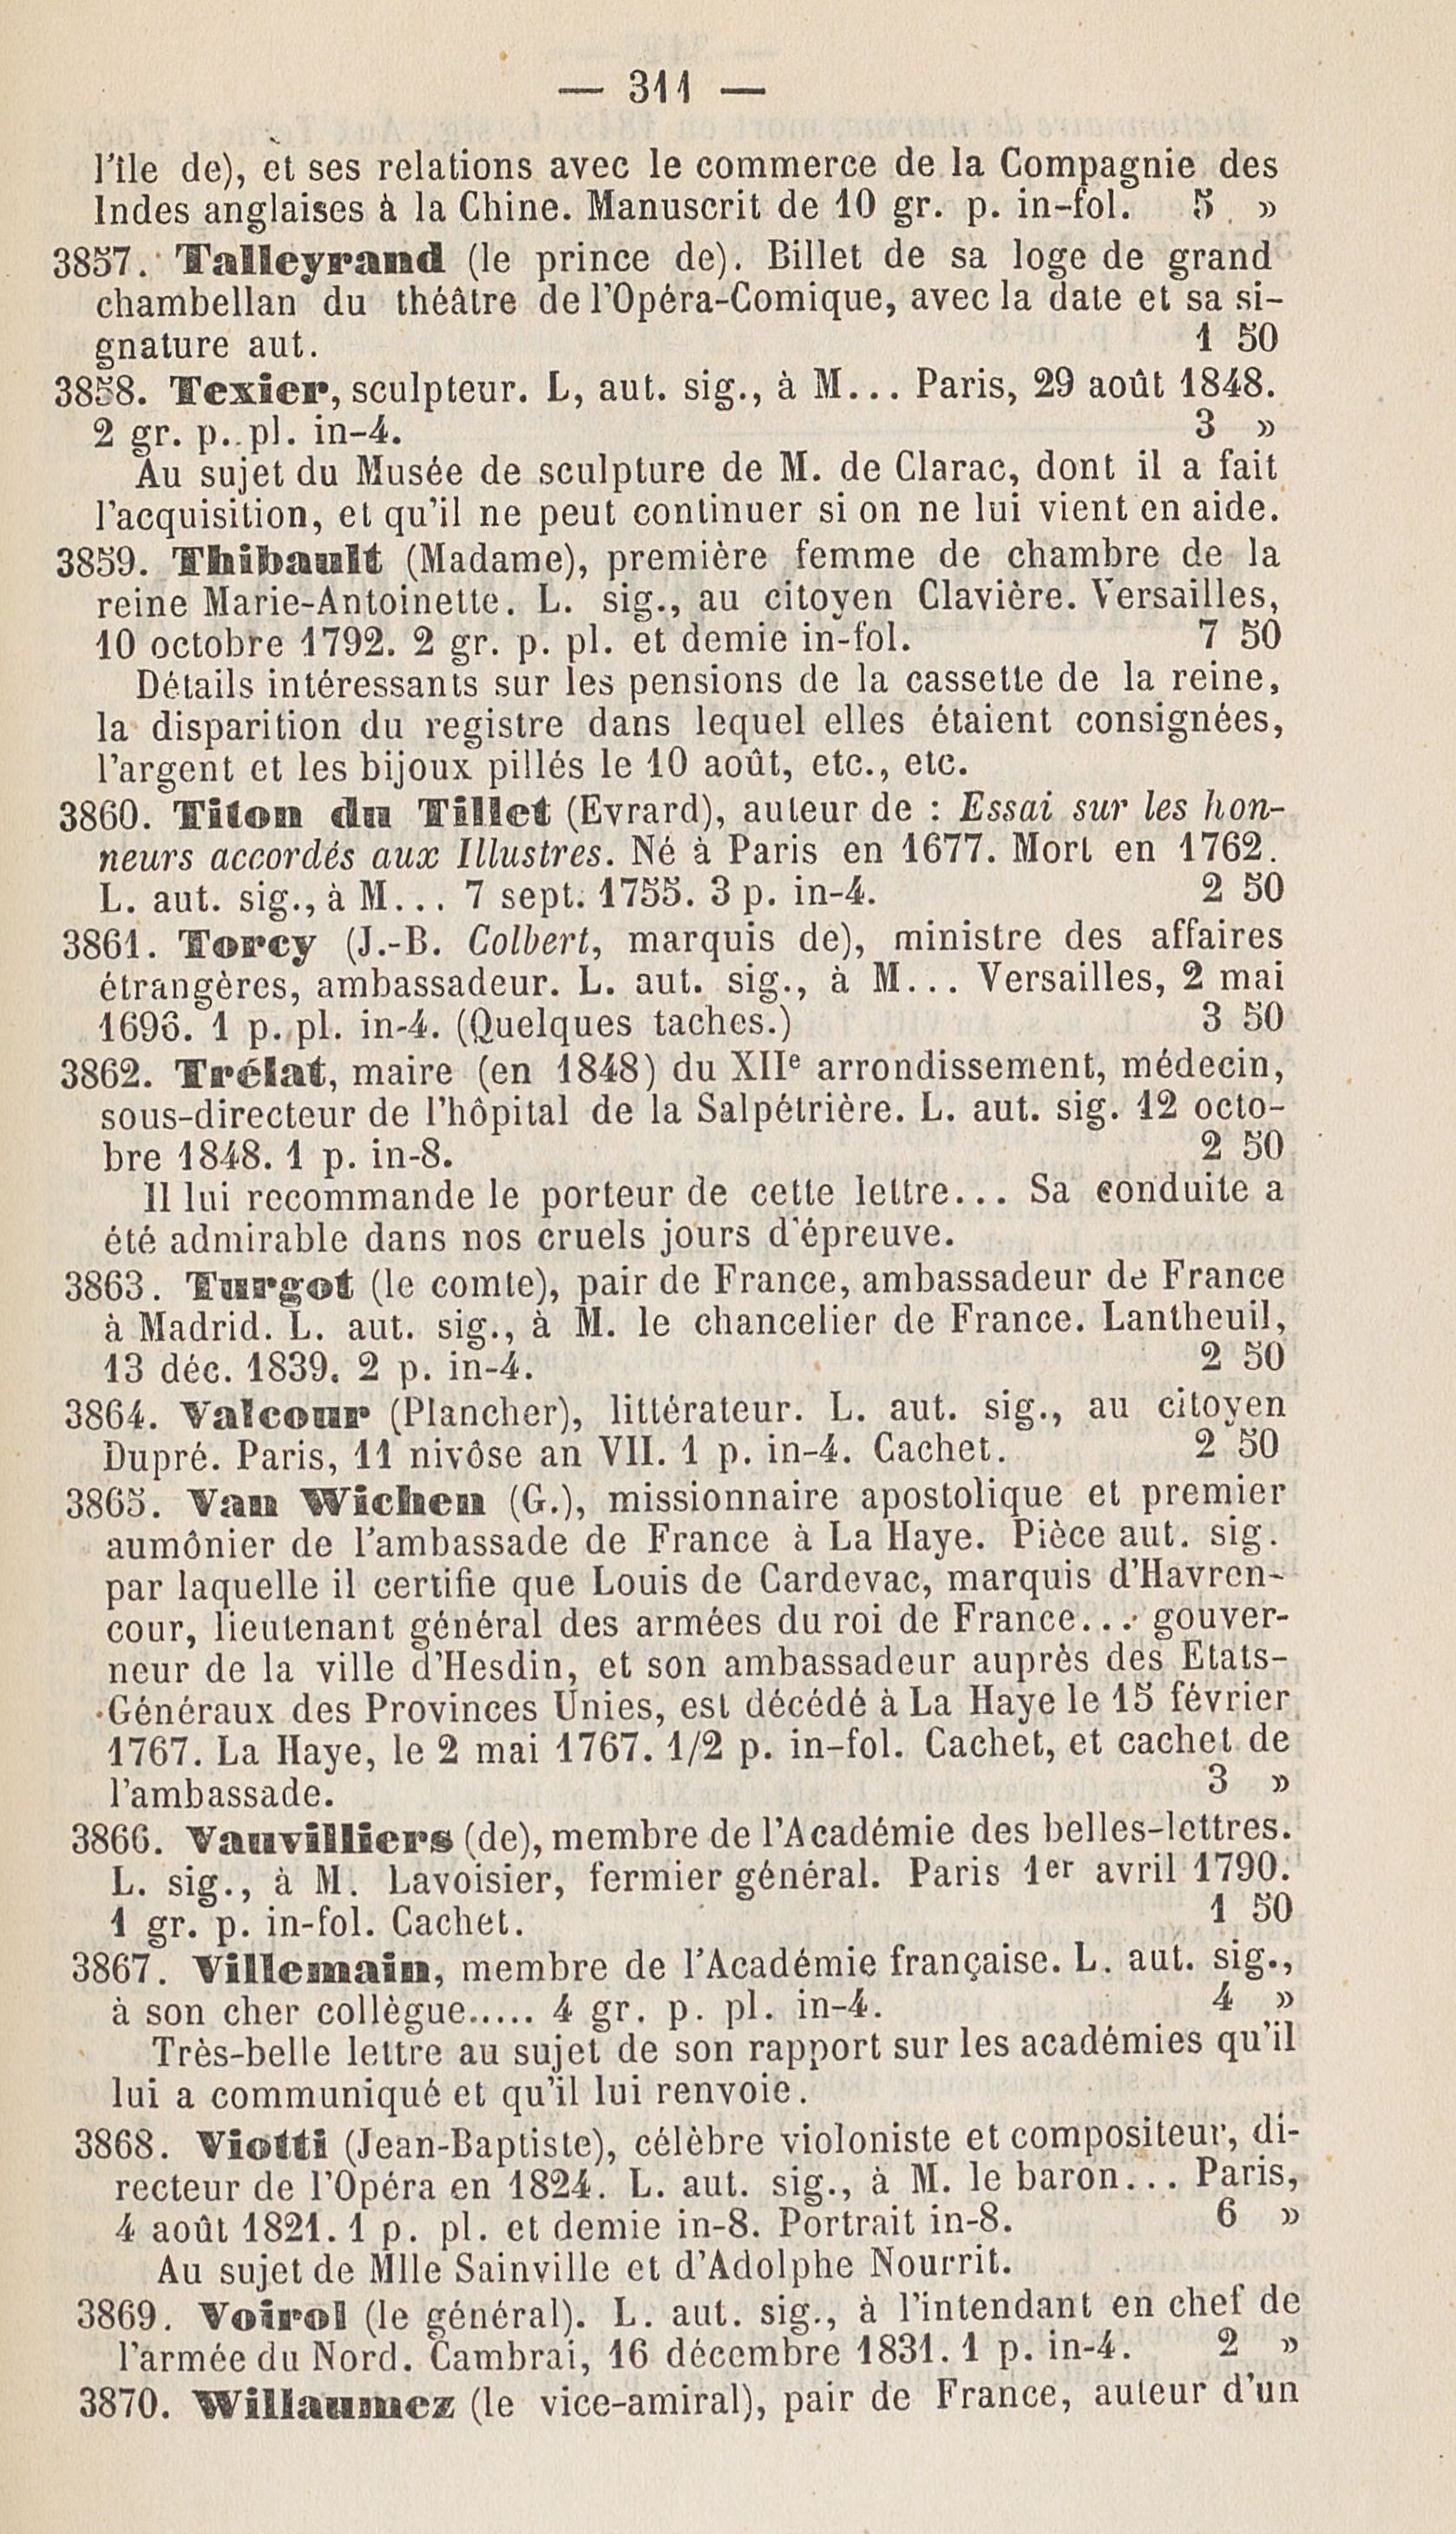 — 311 —
l'île de), et ses relations avec le commerce de la Compagnie des
Indes anglaises à la Chine. Manuscrit de 10 gr. p. in-fol. 5 »
3857. Talleyrand (le prince de). Billet de sa loge de grand
chambellan du théâtre de l'Opéra-Comique, avec la date et sa si-
gnature aut. 1 50
3858. Texier, sculpteur. L, aut. sig., à M... Paris, 29 août 1848.
2 gr. p. pl. in-4. 3 »
Au sujet du Musée de sculpture de M. de Clarac, dont il a fait
l'acquisition, et qu'il ne peut continuer si on ne lui vient en aide.
3859. Thibault (Madame), première femme de chambre de la
reine Marie-Antoinette. L. sig., au citoyen Clavière. Versailles,
10 octobre 1792. 2 gr. p. pl. et demie in-fol. 7 50
Détails intéressants sur les pensions de la cassette de la reine,
la disparition du registre dans lequel elles étaient consignées,
l'argent et les bijoux pillés le 10 août, etc., etc.
3860. Titon du Tillet (Evrard), auteur de : Essai sur les hon-
neurs accordés aux Illustres. Né à Paris en 1677. Mort en 1762.
L. aut. sig., à M... 7 sept. 1755. 3 p. in-4. 2 50
3861. Torcy (J.-B. Colbert, marquis de), ministre des affaires
étrangères, ambassadeur. L. aut. sig., à M... Versailles, 2 mai
1696. 1 p. pl. in-4. (Quelques taches.) 3 50
3862. Trélat, maire (en 1848) du XIIe arrondissement, médecin,
sous-directeur de l'hôpital de la Salpétrière. L. aut. sig. 12 octo-
bre 1848. 1 p. in-8. 2 50
Il lui recommande le porteur de cette lettre... Sa conduite a
été admirable dans nos cruels jours d'épreuve.
3863. Turgot (le comte), pair de France, ambassadeur de France
à Madrid. L. aut. sig., à M. le chancelier de France. Lantheuil,
13 déc. 1839. 2 p. in-4. 2 50
3864. Valcour (Plancher), littérateur. L. aut. sig., au citoyen
Dupré. Paris, 11 nivôse an VII. 1 p. in-4. Cachet. 2 50
3865. Van Wichen (G.), missionnaire apostolique et premier
aumônier de l'ambassade de France à La Haye. Pièce aut. sig.
par laquelle il certifie que Louis de Cardevac, marquis d'Havren-
cour, lieutenant général des armées du roi de France... gouver-
neur de la ville d'Hesdin, et son ambassadeur auprès des Etats-
Généraux des Provinces Unies, est décédé à La Haye le 15 février
1767. La Haye, le 2 mai 1767. 1/2 p. in-fol. Cachet, et cachet de
l'ambassade. 3 »
3866. Vauvilliers (de), membre de l'Académie des belles-lettres.
L. sig., à M. Lavoisier, fermier général. Paris 1er avril 1790.
1 gr. p. in-fol. Cachet. 1 50
3867. Villemain, membre de l'Académie française. L. aut. sig.,
à son cher collègue..... 4 gr. p. pl. in-4. 4 »
Très-belle lettre au sujet de son rapport sur les académies qu'il
lui a communiqué et qu'il lui renvoie.
3868. Viotti (Jean-Baptiste), célèbre violoniste et compositeur, di-
recteur de l'Opéra en 1824. L. aut. sig., à M. le baron... Paris,
4 août 1821. 1 p. pl. et demie in-8. Portrait in-8. 6 »
Au sujet de Mlle Sainville et d'Adolphe Nourrit.
3869. Voirol (le général). L. aut. sig., à l'intendant en chef de
l'armée du Nord. Cambrai, 16 décembre 1831. 1 p. in-4. 2 »
3870. Willaumez (le vice-amiral), pair de France, auteur d'un